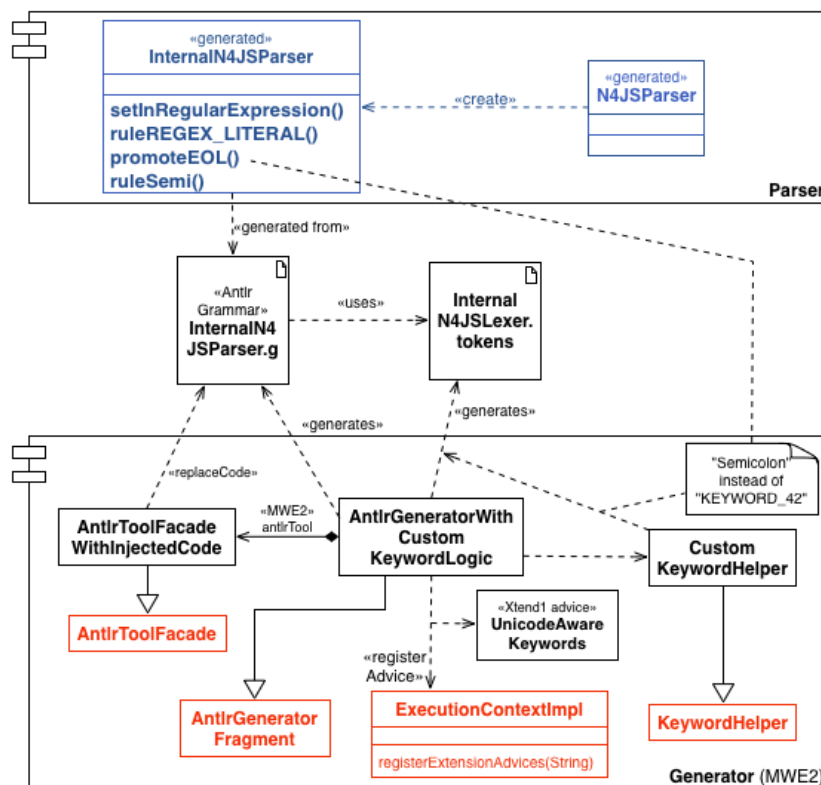 «generated»
InternalN4JSParser
setInRegularExpression()
ruleREGEX_LITERAL()
promoteEOL()
ruleSemi()
«create»
«generated»
N4JSParser
Parser
«generated from»
«Antlr
Grammar»
InternalN4
JSParser.g
«uses»
Internal
N4JSLexer.
tokens
«generates»
«generates»
«replaceCode»
"Semicolon"
instead of
"KEYWORD_42"
AntlrToolFacade
WithInjectedCode
«MWE2»
antlrTool
AntlrGeneratorWith
Custom
KeywordLogic
Custom
KeywordHelper
AntlrToolFacade
«Xtend1 advice»
UnicodeAware
Keywords
«register
Advice»
AntlrGenerator
Fragment
ExecutionContextImpl
registerExtensionAdvices(String)
KeywordHelper
Generator (MWE2)